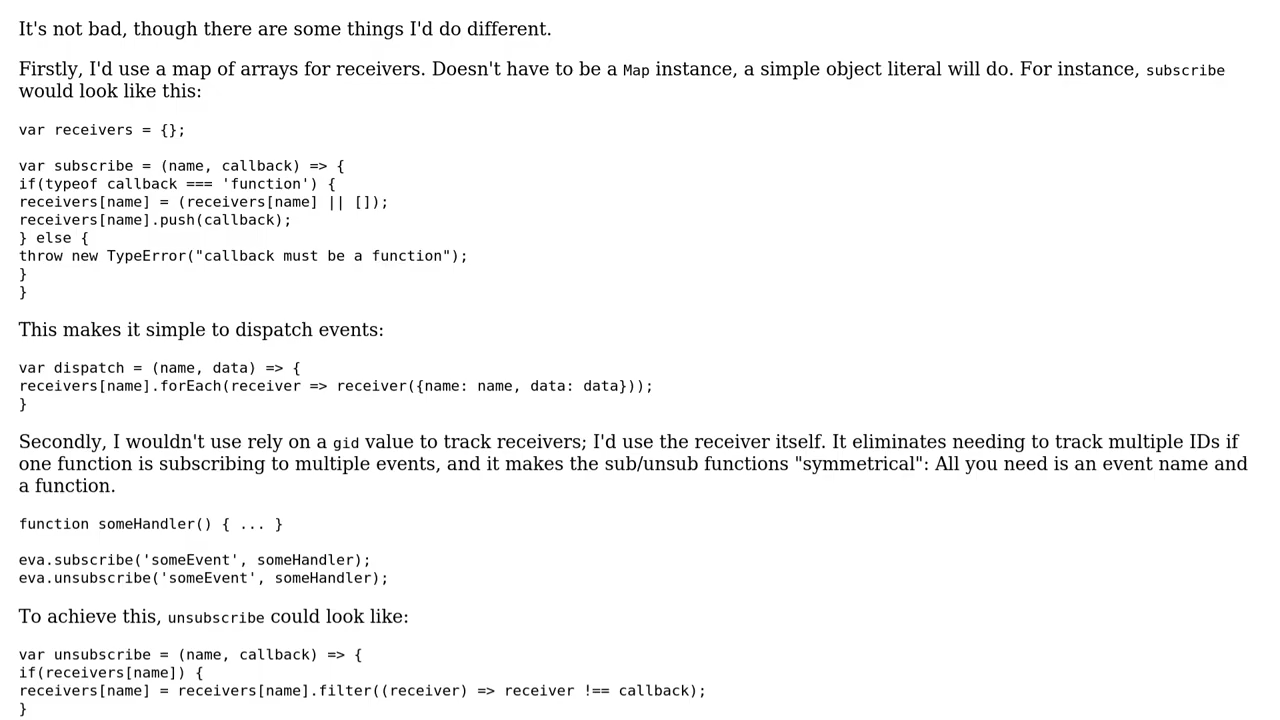 It's not bad, though there are some things I'd do different.
Firstly, I'd use a map of arrays for receivers. Doesn't have to be a Map instance, a simple object literal will do. For instance, subscribe
would look like this:
var receivers = {};
var subscribe = (name, callback) => {
if(typeof callback === 'function') {
receivers[name] = (receivers[name] || []);
receivers[name].push(callback);
} else {
throw new TypeError("callback must be a function");
}
}
This makes it simple to dispatch events:
var dispatch = (name, data) => {
receivers[name].forEach(receiver => receiver({name: name, data: data}));
}
Secondly, I wouldn't use rely on a gid value to track receivers; I'd use the receiver itself. It eliminates needing to track multiple IDs if
one function is subscribing to multiple events, and it makes the sub/unsub functions "symmetrical": All you need is an event name and
a function.
function someHandler() { ... }
eva.subscribe('someEvent', someHandler);
eva.unsubscribe('someEvent', someHandler);
To achieve this, unsubscribe could look like:
var unsubscribe = (name, callback) => {
if(receivers[name]) {
receivers[name] = receivers[name].filter((receiver) => receiver !== callback);
}